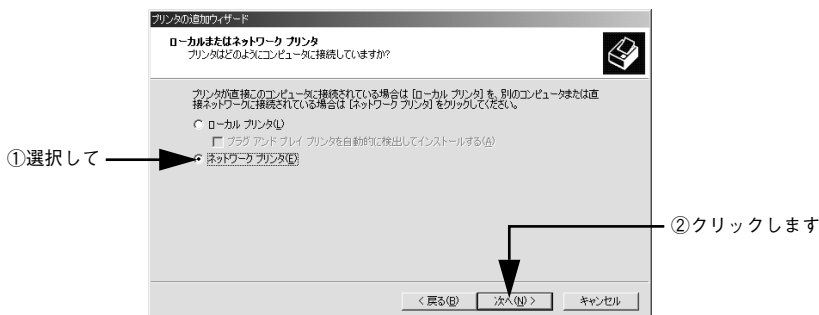 プリンタの追加ウィザード
ローカルまたはネットワーク プリンタ
プリンタはどのようにコンピュータに接続していますか?
プリンタが直接このコンピュータに接続されている場合は [ローカル プリンタ] を、別のコンピュータまたは直
接ネットワークに接続されている場合は [ネットワーク プリンタ] をクリックしてください。
ローカル プリンタ(L)
プラグ アンド プレイ プリンタを自動的に検出してインストールする(A)
①選択して
ネットワーク プリンタ(E)
②クリックします
< 戻る(B)
次へ(N) >
キャンセル